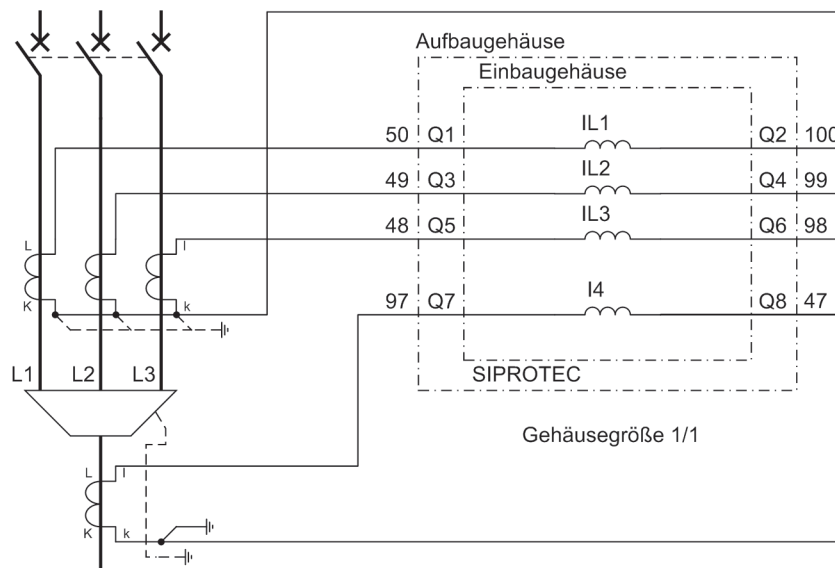 Aufbaugehäuse
Einbaugehäuse
50 Q1 IL1 Q2 100
49 Q3 IL2 Q4 99
48 Q5 IL3 Q6 98
L l
K k
97 Q7 I4 Q8 47
L1 L2 L3
SIPROTEC
Gehäusegröße 1/1
L l
K k